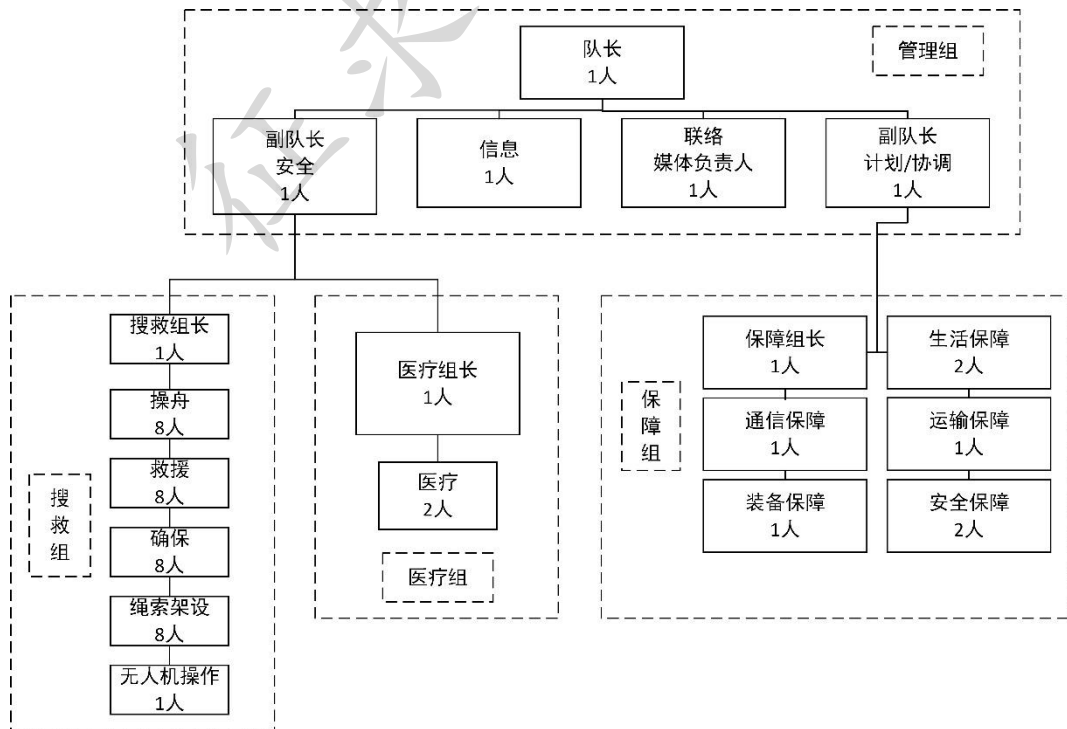 队长
1人
管理组
副队长
安全
1人
信息
1人
联络
媒体负责人
1人
副队长
计划/协调
1人
搜救组长
1人
操舟
8人
救援
8人
确保
8人
绳索架设
8人
无人机操作
1人
搜救组
医疗组长
1人
医疗
2人
医疗组
保障组
保障组长
1人
生活保障
2人
通信保障
1人
运输保障
1人
装备保障
1人
安全保障
2人
征求